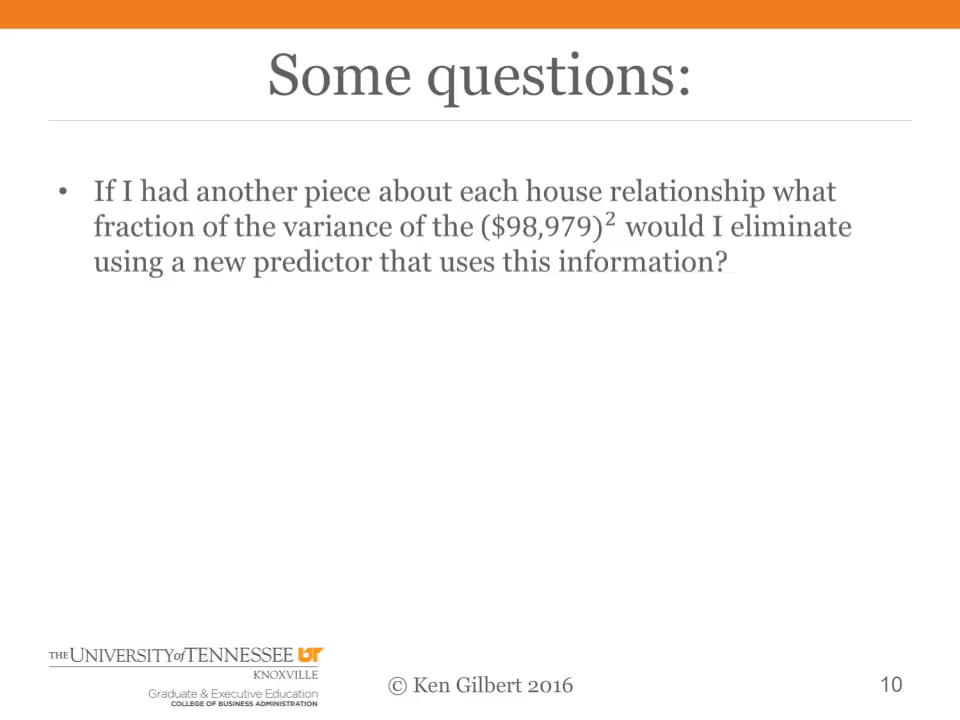 Some questions:
• If I had another piece about each house relationship what
fraction of the variance of the ($98,979)² would I eliminate
using a new predictor that uses this information?
THE UNIVERSITY of TENNESSEE UT
KNOXVILLE
Graduate & Executive Education
COLLEGE OF BUSINESS ADMINISTRATION
© Ken Gilbert 2016
10